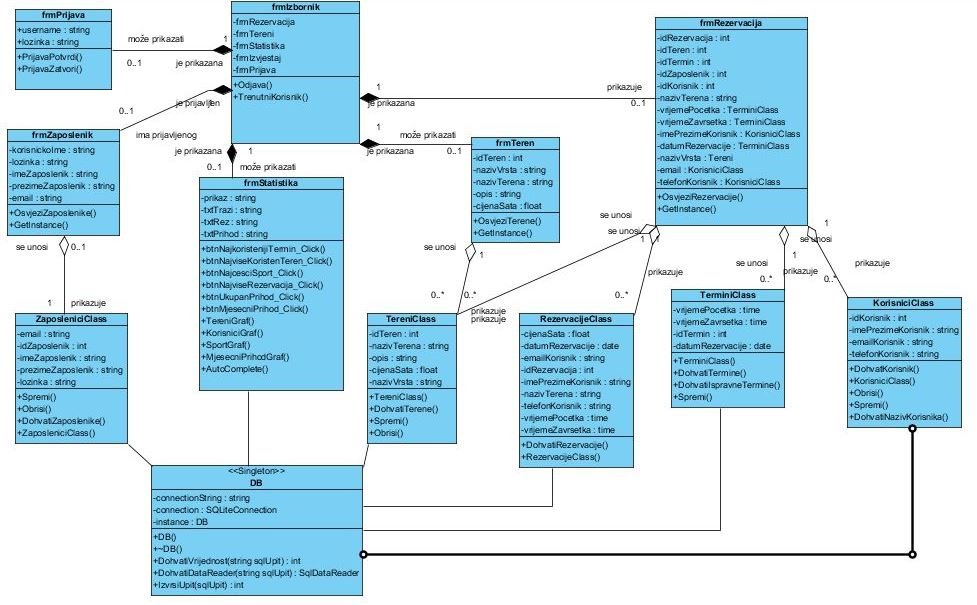 frmPrijava
+username : string
+lozinka : string
+PrijavaPotvrdi()
+PrijavaZatvori()
može prikazati
0..1
1
je prikazana
frmIzbornik
-frmRezervacija
-frmTereni
-frmStatistika
-frmIzvjestaj
-frmPrijava
+Odjava()
+TrenutniKorisnik()
1
je prikazana
prikazuje
0..1
frmRezervacija
-idRezervacija : int
-idTeren : int
-idTermin : int
-idZaposlenik : int
-idKorisnik : int
-nazivTerena : string
-vrijemePocetka : TerminiClass
-vrijemeZavrsetka : TerminiClass
-imePrezimeKorisnik : KorisniciClass
-datumRezervacije : TerminiClass
-nazivVrsta : Tereni
-email : KorisniciClass
-telefonKorisnik : KorisniciClass
+OsvjeziRezervacije()
+GetInstance()
0..1
je prijavljen
ima prijavljenog
frmZaposlenik
-korisnickoIme : string
-lozinka : string
-imeZaposlenik : string
-prezimeZaposlenik : string
-email : string
+OsvjeziZaposlenike()
+GetInstance()
je prikazana
1
0..1
može prikazati
1
može prikazati
je prikazana
0..1
frmTeren
-idTeren : int
-nazivVrsta : string
-nazivTerena : string
-opis : string
-cijenaSata : float
+OsvjeziTerene()
+GetInstance()
frmStatistika
-prikaz : string
-txtTrazi : string
-txtRez : string
-txtPrihod : string
+btnNajkoristenijiTermin_Click()
+btnNajviseKoristenTeren_Click()
+btnNajcesciSport_Click()
+btnNajviseRezervacija_Click()
+btnUkupanPrihod_Click()
+btnMjesecniPrihod_Click()
+TereniGraf()
+KorisniciGraf()
+SportGraf()
+MjesecniPrihodGraf()
+AutoComplete()
se unosi
0..1
1
prikazuje
se unosi
1
0..*
0..*
prikazuje
prikazuje
se unosi
1
prikazuje
0..*
se unosi
se unosi
0..*
prikazuje
1
0..*
prikazuje
ZaposleniciClass
-email : string
-idZaposlenik : int
-imeZaposlenik : string
-prezimeZaposlenik : string
-lozinka : string
+Spremi()
+Obrisi()
+DohvatiZaposlenike()
+ZaposleniciClass()
TereniClass
-idTeren : int
-nazivTerena : string
-opis : string
-cijenaSata : float
-nazivVrsta : string
+TereniClass()
+DohvatiTerene()
+Spremi()
+Obrisi()
RezervacijeClass
-cijenaSata : float
-datumRezervacije : date
-emailKorisnik : string
-idRezervacija : int
-imePrezimeKorisnik : string
-nazivTerena : string
-telefonKorisnik : string
-vrijemePocetka : time
-vrijemeZavrsetka : time
+DohvatiRezervacije()
+RezervacijeClass()
TerminiClass
-vrijemePocetka : time
-vrijemeZavrsetka : time
-idTermin : int
-datumRezervacije : date
+TerminiClass()
+DohvatiTermine()
+DohvatiIspravneTermine()
+Spremi()
KorisniciClass
-idKorisnik : int
-imePrezimeKorisnik : string
-emailKorisnik : string
-telefonKorisnik : string
+DohvatKorisnik()
+KorisniciClass()
+Obrisi()
+Spremi()
+DohvatiNazivKorisnika()
<<Singleton>>
DB
-connectionString : string
-connection : SQLiteConnection
-instance : DB
+DB()
+~DB()
+DohvatiVrijednost(string sqlUpit) : int
+DohvatiDataReader(string sqlUpit) : SqlDataReader
+IzvrsiUpit(sqlUpit) : int